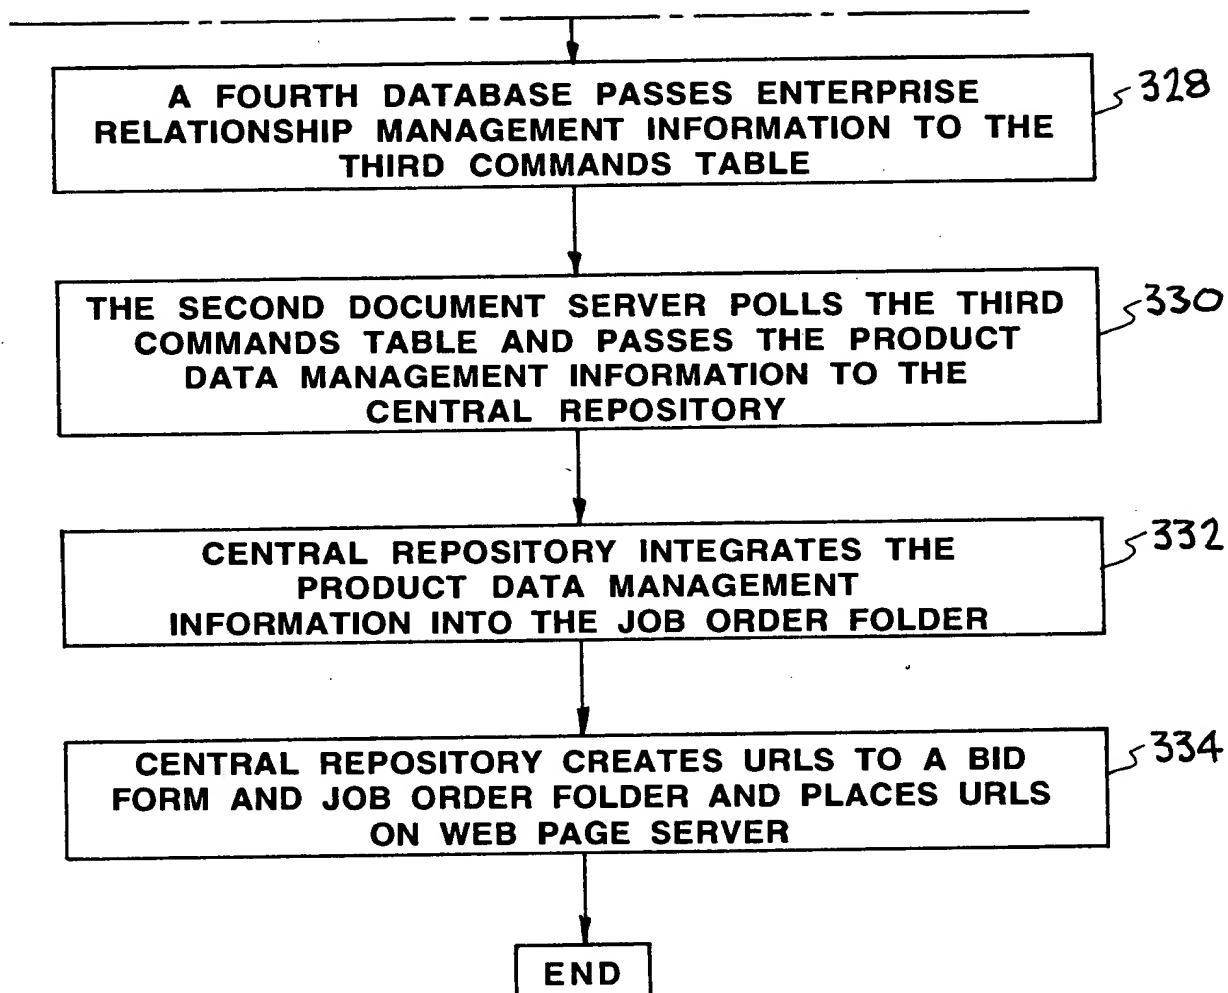 A FOURTH DATABASE PASSES ENTERPRISE
RELATIONSHIP MANAGEMENT INFORMATION TO THE
THIRD COMMANDS TABLE
328
THE SECOND DOCUMENT SERVER POLLS THE THIRD
COMMANDS TABLE AND PASSES THE PRODUCT
DATA MANAGEMENT INFORMATION TO THE
CENTRAL REPOSITORY
330
CENTRAL REPOSITORY INTEGRATES THE
PRODUCT DATA MANAGEMENT
INFORMATION INTO THE JOB ORDER FOLDER
332
CENTRAL REPOSITORY CREATES URLS TO A BID
FORM AND JOB ORDER FOLDER AND PLACES URLS
ON WEB PAGE SERVER
334
END